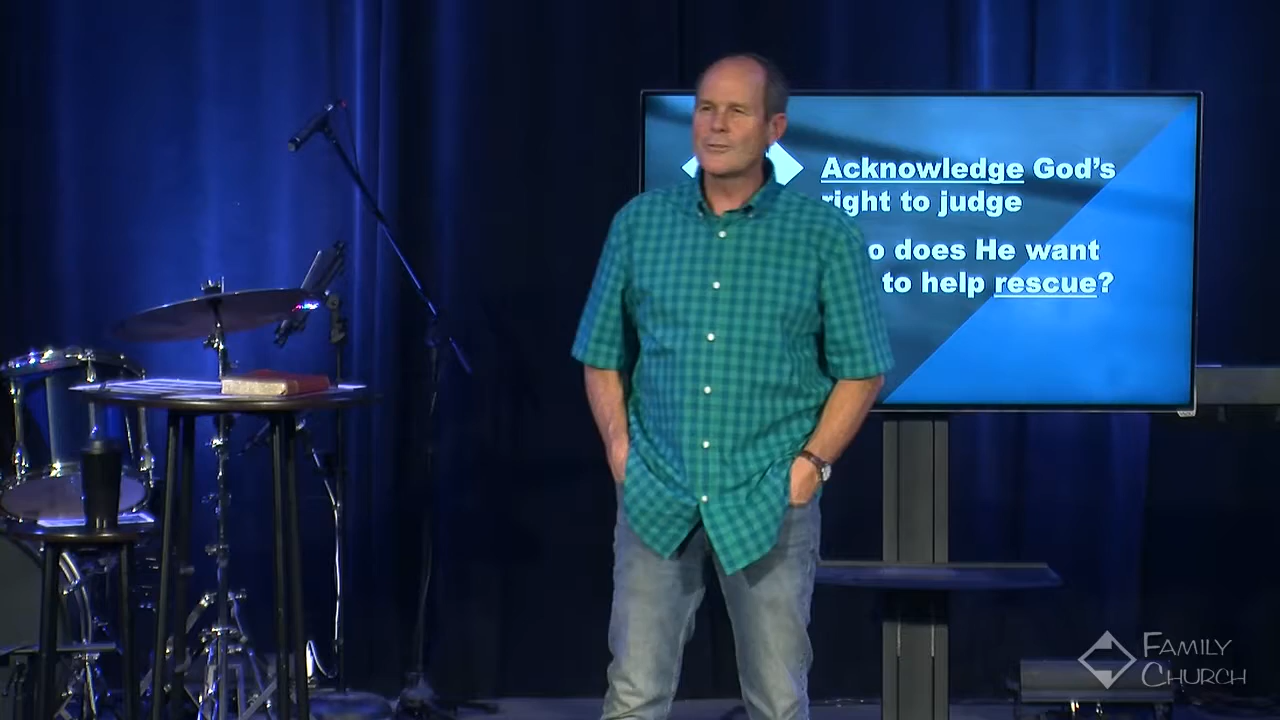 Acknowledge God's
right to judge
o does He want
to help rescue?
FAMILY
CHURCH